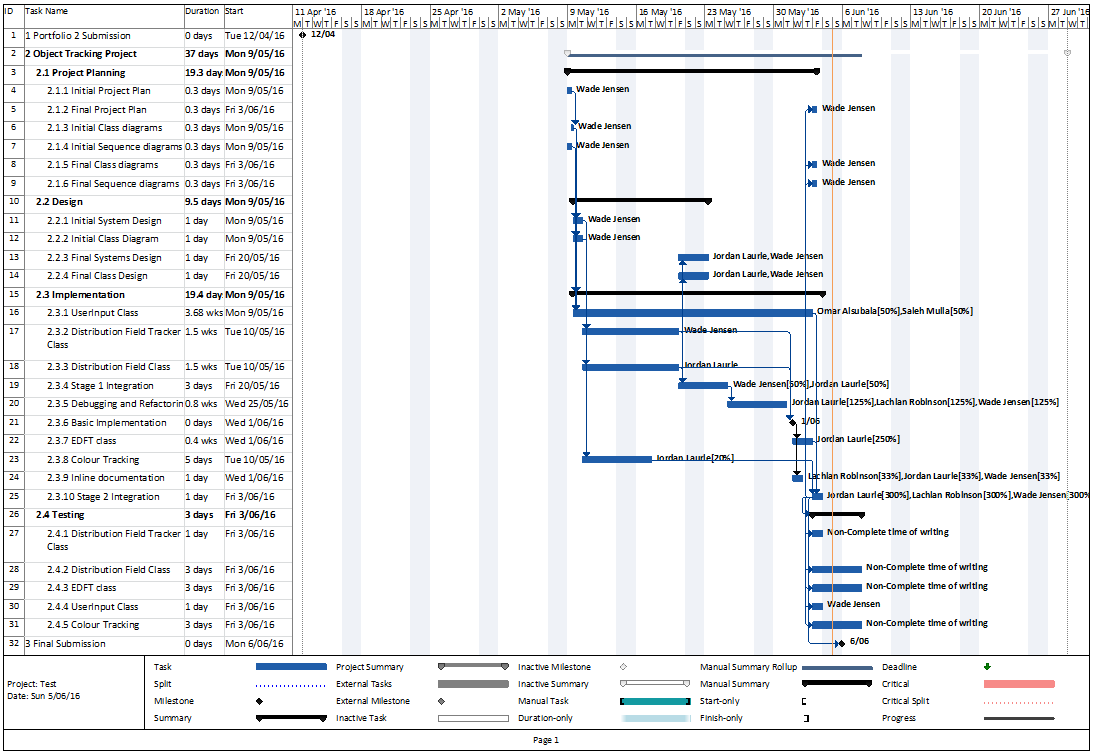 ID Task Name Duration Start 11 Apr '16 18 Apr '16 25 Apr '16 2 May '16 9 May '16 16 May '16 23 May '16 30 May '16 6 Jun '16 13 Jun '16 20 Jun '16 27 Jun '16
M T W T F S S M T W T F S S M T W T F S S M T W T F S S M T W T F S S M T W T F S S M T W T F S S M T W T F S S M T W T F S S M T W T F S S M T W T F S S M T W T
1 1 Portfolio 2 Submission 0 days Tue 12/04/16 12/04
2 2 Object Tracking Project 37 days Mon 9/05/16
3 2.1 Project Planning 19.3 day Mon 9/05/16
4 2.1.1 Initial Project Plan 0.3 days Mon 9/05/16 Wade Jensen
5 2.1.2 Final Project Plan 0.3 days Fri 3/06/16 Wade Jensen
6 2.1.3 Initial Class diagrams 0.3 days Mon 9/05/16 Wade Jensen
7 2.1.4 Initial Sequence diagrams 0.3 days Mon 9/05/16 Wade Jensen
8 2.1.5 Final Class diagrams 0.3 days Fri 3/06/16 Wade Jensen
9 2.1.6 Final Sequence diagrams 0.3 days Fri 3/06/16 Wade Jensen
10 2.2 Design 9.5 days Mon 9/05/16
11 2.2.1 Initial System Design 1 day Mon 9/05/16 Wade Jensen
12 2.2.2 Initial Class Diagram 1 day Mon 9/05/16 Wade Jensen
13 2.2.3 Final Systems Design 1 day Fri 20/05/16 Jordan Laurie,Wade Jensen
14 2.2.4 Final Class Design 1 day Fri 20/05/16 Jordan Laurie,Wade Jensen
15 2.3 Implementation 19.4 day Mon 9/05/16
16 2.3.1 UserInput Class 3.68 wks Mon 9/05/16 Omar Alsubala[50%],Saleh Mulla[50%]
17 2.3.2 Distribution Field Tracker 1.5 wks Tue 10/05/16 Wade Jensen
Class
18 2.3.3 Distribution Field Class 1.5 wks Tue 10/05/16 Jordan Laurie
19 2.3.4 Stage 1 Integration 3 days Fri 20/05/16 Wade Jensen[50%],Jordan Laurie[50%]
20 2.3.5 Debugging and Refactorin 0.8 wks Wed 25/05/16 Jordan Laurie[125%],Lachlan Robinson[125%],Wade Jensen[125%]
21 2.3.6 Basic Implementation 0 days Wed 1/06/16 1/06
22 2.3.7 EDFT class 0.4 wks Wed 1/06/16 Jordan Laurie[250%]
23 2.3.8 Colour Tracking 5 days Tue 10/05/16 Jordan Laurie[20%]
24 2.3.9 Inline documentation 1 day Wed 1/06/16 Lachlan Robinson[33%],Jordan Laurie[33%],Wade Jensen[33%]
25 2.3.10 Stage 2 Integration 1 day Fri 3/06/16 Jordan Laurie[300%],Lachlan Robinson[300%],Wade Jensen[300%
26 2.4 Testing 3 days Fri 3/06/16
27 2.4.1 Distribution Field Tracker 1 day Fri 3/06/16 Non-Complete time of writing
Class
28 2.4.2 Distribution Field Class 3 days Fri 3/06/16 Non-Complete time of writing
29 2.4.3 EDFT class 3 days Fri 3/06/16 Non-Complete time of writing
30 2.4.4 UserInput Class 1 day Fri 3/06/16 Wade Jensen
31 2.4.5 Colour Tracking 3 days Fri 3/06/16 Non-Complete time of writing
32 3 Final Submission 0 days Mon 6/06/16 6/06
Project: Test
Date: Sun 5/06/16
Task Project Summary Inactive Milestone Manual Summary Rollup Deadline
Split External Tasks Inactive Summary Manual Summary Critical
Milestone External Milestone Manual Task Start-only Critical Split
Summary Inactive Task Duration-only Finish-only Progress
Page 1